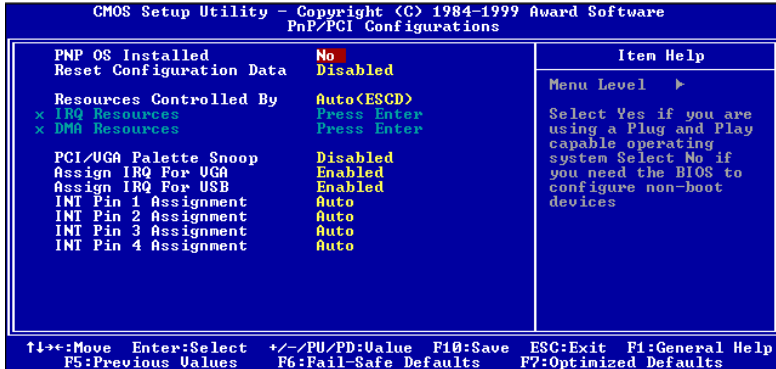 CMOS Setup Utility - Copyright (C) 1984-1999 Award Software
PnP/PCI Configurations
PNP OS Installed No
Reset Configuration Data Disabled
Resources Controlled By Auto(ESCD)
x IRQ Resources Press Enter
x DMA Resources Press Enter
PCI/VGA Palette Snoop Disabled
Assign IRQ For VGA Enabled
Assign IRQ For USB Enabled
INT Pin 1 Assignment Auto
INT Pin 2 Assignment Auto
INT Pin 3 Assignment Auto
INT Pin 4 Assignment Auto
Item Help
Menu Level ►
Select Yes if you are
using a Plug and Play
capable operating
system Select No if
you need the BIOS to
configure non-boot
devices
↑↓→←:Move Enter:Select +/-/PU/PD:Value F10:Save ESC:Exit F1:General Help
F5:Previous Values F6:Fail-Safe Defaults F7:Optimized Defaults